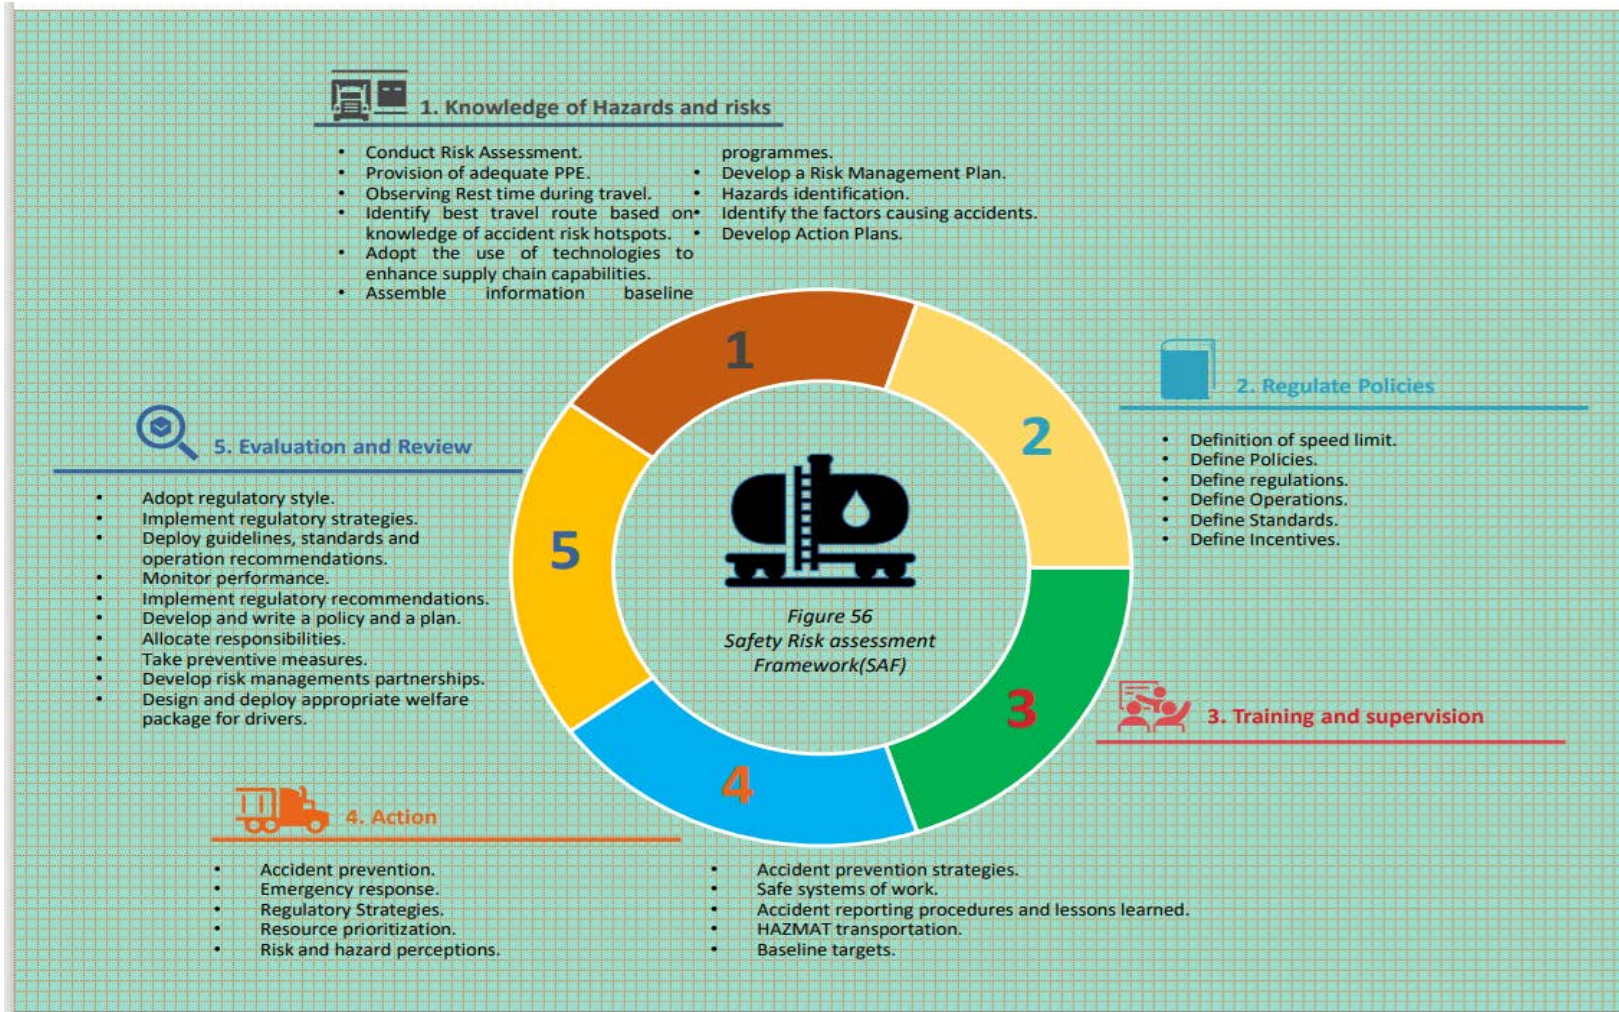 1. Knowledge of Hazards and risks
• Conduct Risk Assessment.
• Provision of adequate PPE.
• Observing Rest time during travel.
• Identify best travel route based on
knowledge of accident risk hotspots.
• Adopt the use of technologies to
enhance supply chain capabilities.
• Assemble information baseline
programmes.
• Develop a Risk Management Plan.
• Hazards identification.
• Identify the factors causing accidents.
• Develop Action Plans.
1
2
3
4
5
2. Regulate Policies
• Definition of speed limit.
• Define Policies.
• Define regulations.
• Define Operations.
• Define Standards.
• Define Incentives.
Figure 56
Safety Risk assessment
Framework(SAF)
3. Training and supervision
4. Action
• Accident prevention.
• Emergency response.
• Regulatory Strategies.
• Resource prioritization.
• Risk and hazard perceptions.
• Accident prevention strategies.
• Safe systems of work.
• Accident reporting procedures and lessons learned.
• HAZMAT transportation.
• Baseline targets.
5. Evaluation and Review
• Adopt regulatory style.
• Implement regulatory strategies.
• Deploy guidelines, standards and
operation recommendations.
• Monitor performance.
• Implement regulatory recommendations.
• Develop and write a policy and a plan.
• Allocate responsibilities.
• Take preventive measures.
• Develop risk managements partnerships.
• Design and deploy appropriate welfare
package for drivers.